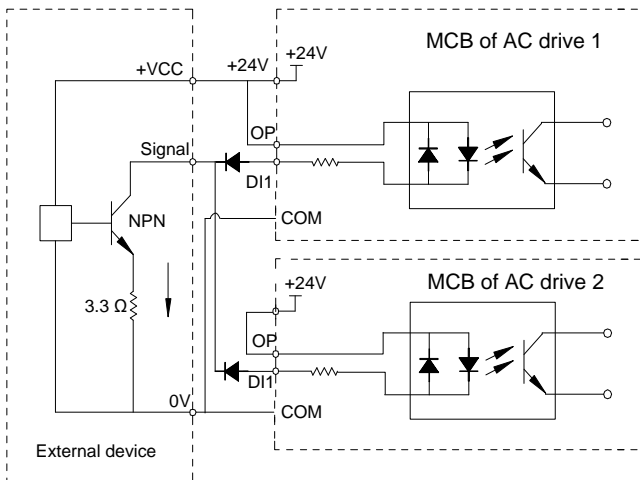 MCB of AC drive 1
+24V
+VCC
+24V
OP
Signal
DI1
NPN
COM
MCB of AC drive 2
+24V
3.3 Ω
OP
DI1
0V
COM
External device